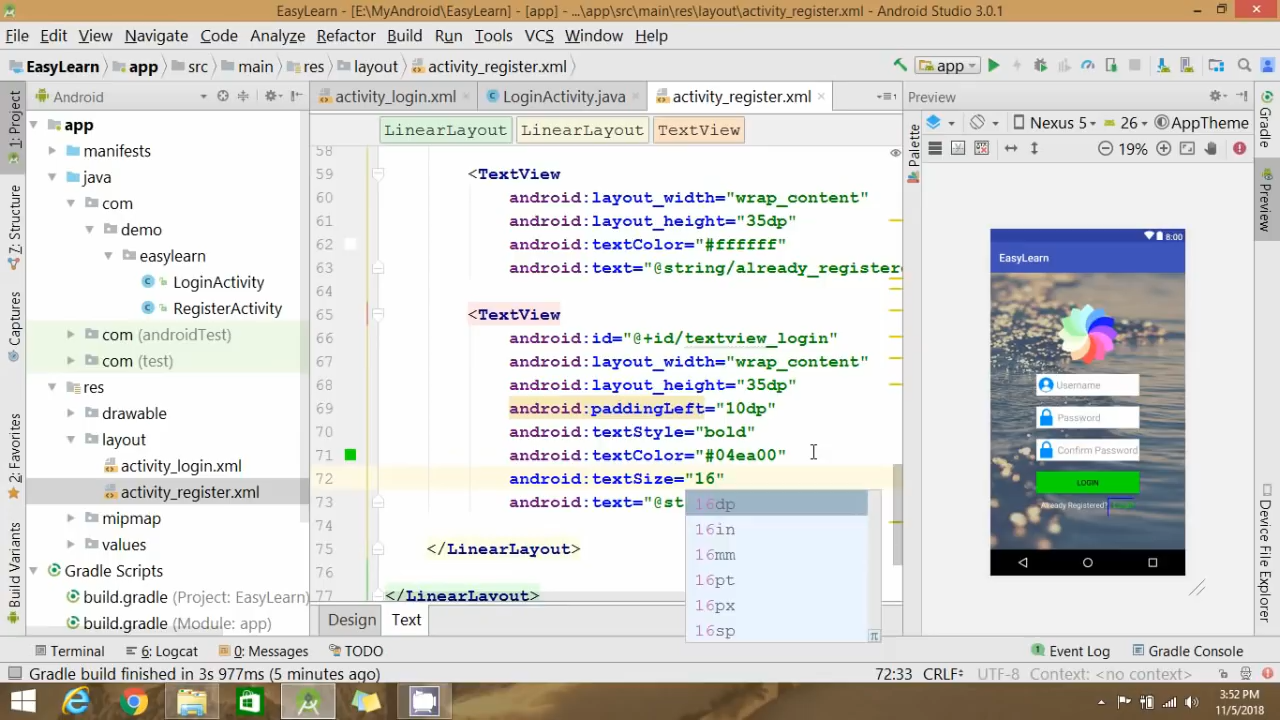 EasyLearn - [E:\MyAndroid\EasyLearn] - [app] - ...\app\src\main\res\layout\activity_register.xml - Android Studio 3.0.1
File Edit View Navigate Code Analyze Refactor Build Run Tools VCS Window Help
EasyLearn app src main res layout activity_register.xml app
Android activity_login.xml LoginActivity.java activity_register.xml Preview
1: Project
Z: Structure
Captures
2: Favorites
Build Variants
app
manifests
java
com
demo
easylearn
LoginActivity
RegisterActivity
com (androidTest)
com (test)
res
drawable
layout
activity_login.xml
activity_register.xml
mipmap
values
Gradle Scripts
build.gradle (Project: EasyLearn)
build.gradle (Module: app)
LinearLayout LinearLayout TextView
58
59 <TextView
60 android:layout_width="wrap_content"
61 android:layout_height="35dp"
62 android:textColor="#ffffff"
63 android:text="@string/already_registere
64
65 <TextView
66 android:id="@+id/textview_login"
67 android:layout_width="wrap_content"
68 android:layout_height="35dp"
69 android:paddingLeft="10dp"
70 android:textStyle="bold"
71 android:textColor="#04ea00"
72 android:textSize="16"
73 android:text="@st
74
75 </LinearLayout>
76
77 </LinearLayout>
16dp
16in
16mm
16pt
16px
16sp
π
Design Text
Palette
Nexus 5 26 AppTheme
19%
8:00
EasyLearn
Username
Password
Confirm Password
LOGIN
Already Registered?
Gradle
Preview
Device File Explorer
Terminal 6: Logcat 0: Messages TODO Event Log Gradle Console
Gradle build finished in 3s 977ms (5 minutes ago) 72:33 CRLF UTF-8 Context: <no context>
3:52 PM
11/5/2018